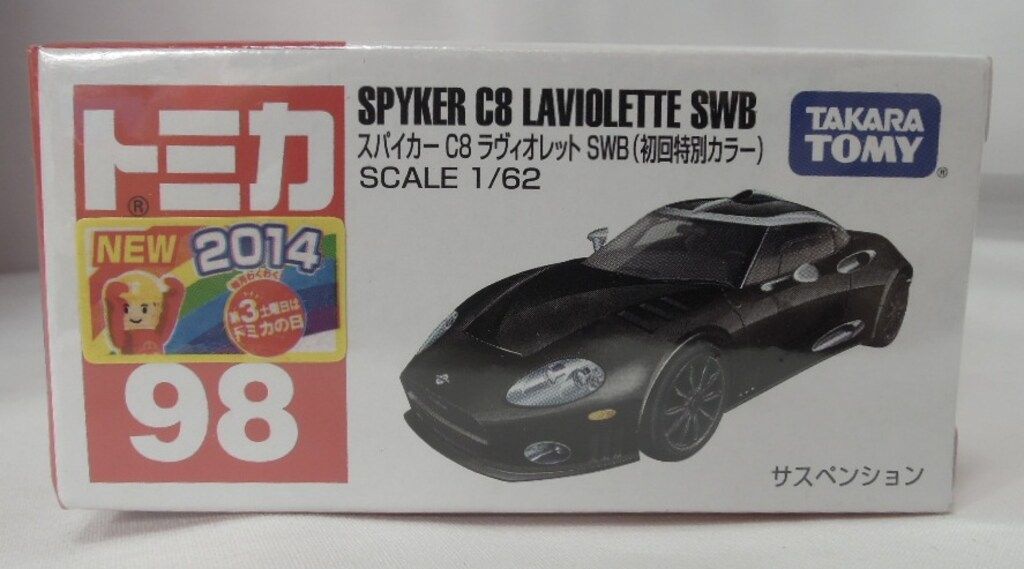 トミカ
®
NEW 2014
毎月わくわく!
第3土曜日は
トミカの日
98
SPYKER C8 LAVIOLETTE SWB
スパイカー C8 ラヴィオレット SWB(初回特別カラー)
SCALE 1/62
TAKARA
TOMY
®
サスペンション